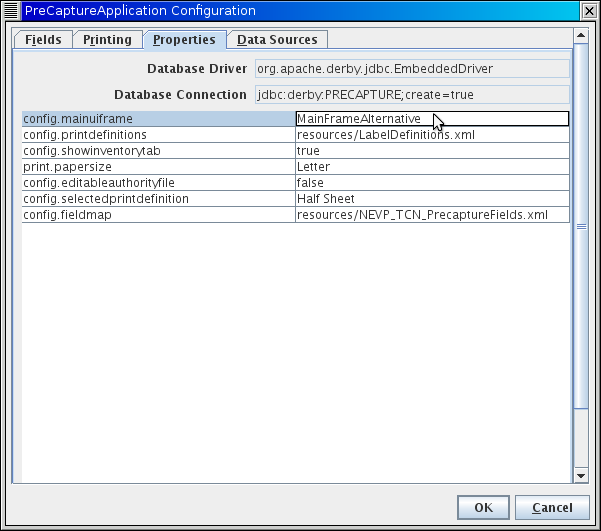 PreCaptureApplication Configuration
Fields Printing Properties Data Sources
Database Driver org.apache.derby.jdbc.EmbeddedDriver
Database Connection jdbc:derby:PRECAPTURE;create=true
config.mainuiframe MainFrameAlternative
config.printdefinitions resources/LabelDefinitions.xml
config.showinventorytab true
print.papersize Letter
config.editableauthorityfile false
config.selectedprintdefinition Half Sheet
config.fieldmap resources/NEVP_TCN_PrecaptureFields.xml
OK Cancel